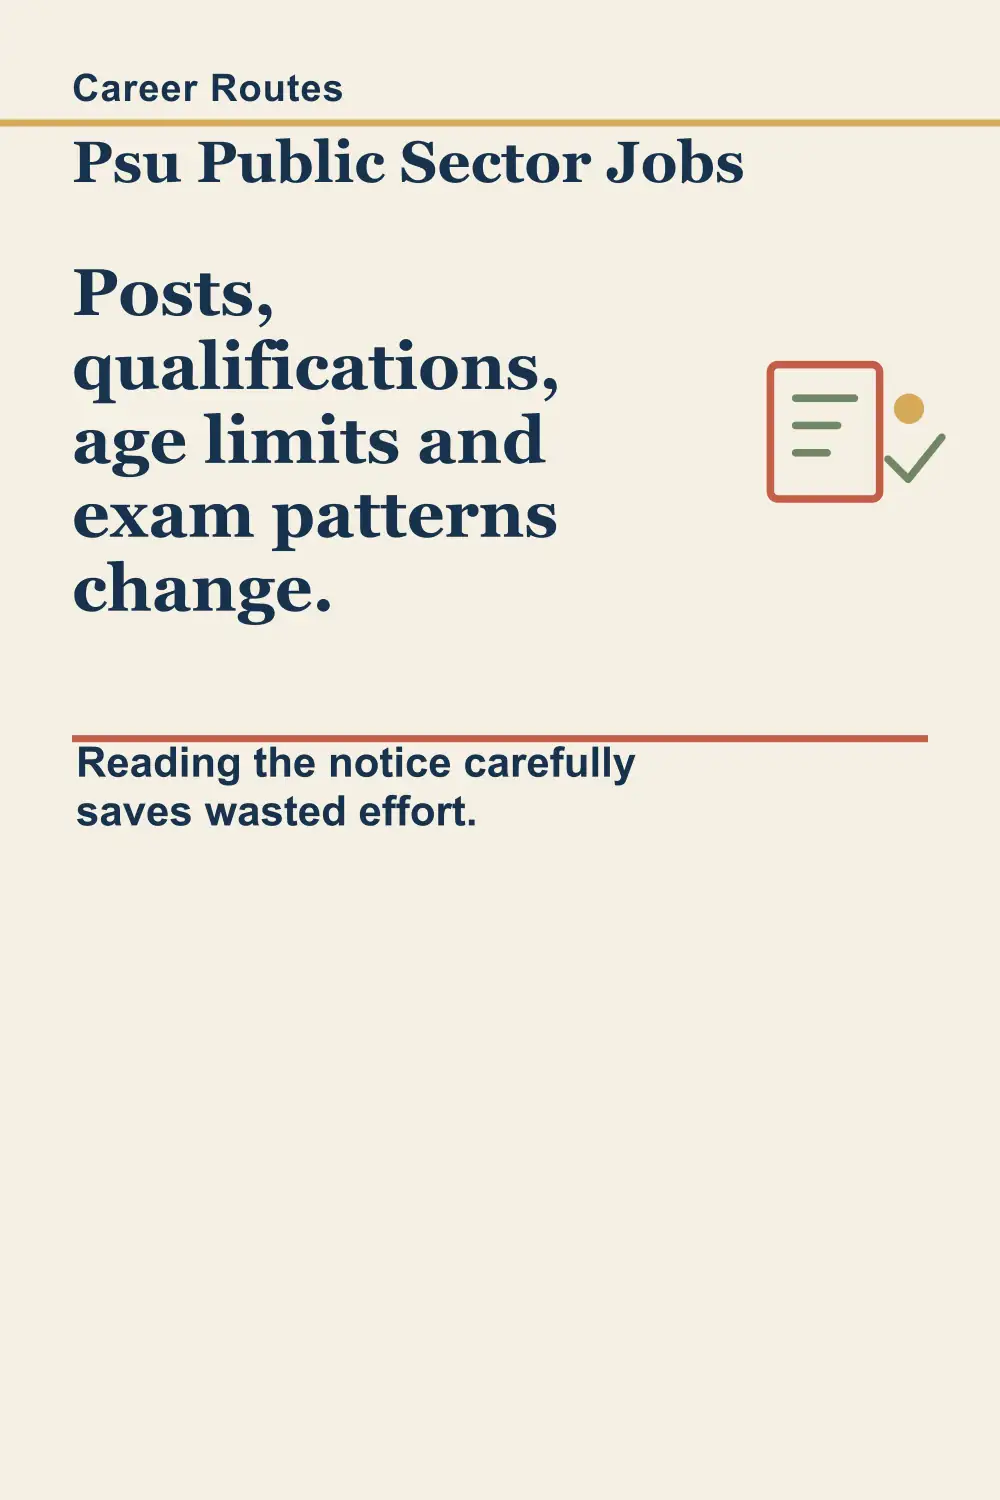 Career Routes
Psu Public Sector Jobs
Posts,
qualifications,
age limits and
exam patterns
change.
Reading the notice carefully
saves wasted effort.